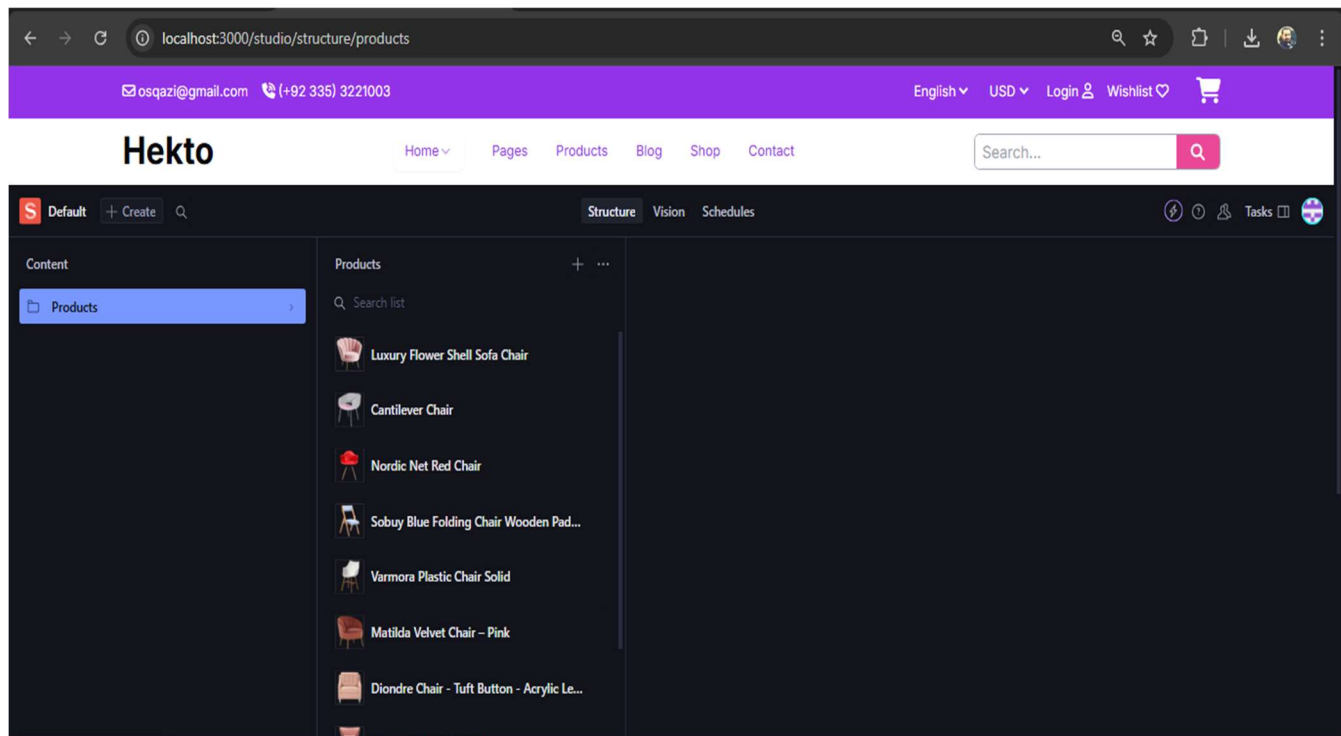 localhost:3000/studio/structure/products
osqazi@gmail.com (+92 335) 3221003 English USD Login Wishlist
Hekto Home Pages Products Blog Shop Contact Search...
S Default + Create Structure Vision Schedules Tasks
Content Products
Products Search list
Luxury Flower Shell Sofa Chair
Cantilever Chair
Nordic Net Red Chair
Sobuy Blue Folding Chair Wooden Pad...
Varmora Plastic Chair Solid
Matilda Velvet Chair – Pink
Diondre Chair - Tuft Button - Acrylic Le...